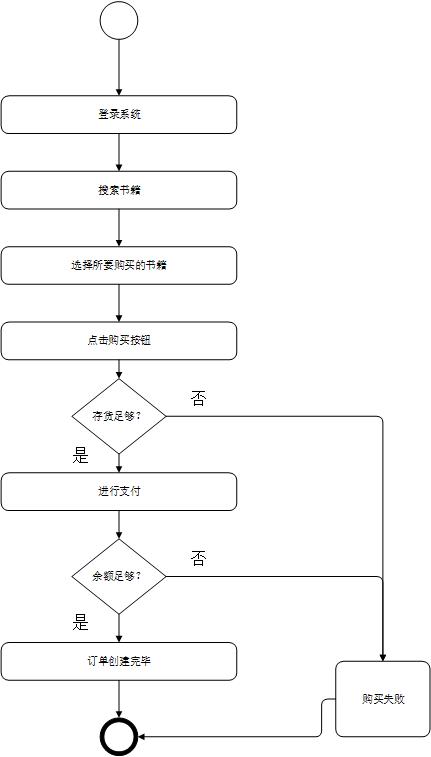 登录系统
搜索书籍
选择所要购买的书籍
点击购买按钮
存货足够？
否
是
进行支付
余额足够？
否
是
订单创建完毕
购买失败